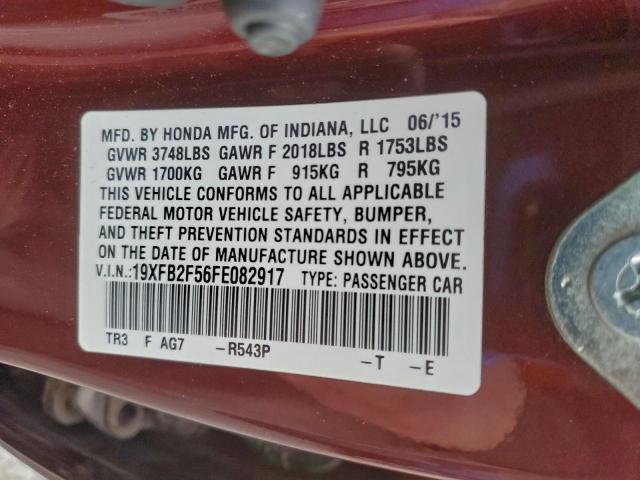 MFD. BY HONDA MFG. OF INDIANA, LLC 06/'15
GVWR 3748LBS GAWR F 2018LBS R 1753LBS
GVWR 1700KG GAWR F 915KG R 795KG
THIS VEHICLE CONFORMS TO ALL APPLICABLE
FEDERAL MOTOR VEHICLE SAFETY, BUMPER,
AND THEFT PREVENTION STANDARDS IN EFFECT
ON THE DATE OF MANUFACTURE SHOWN ABOVE.
V.I.N.:19XFB2F56FE082917 TYPE: PASSENGER CAR
TR3 F AG7 -R543P -T -E